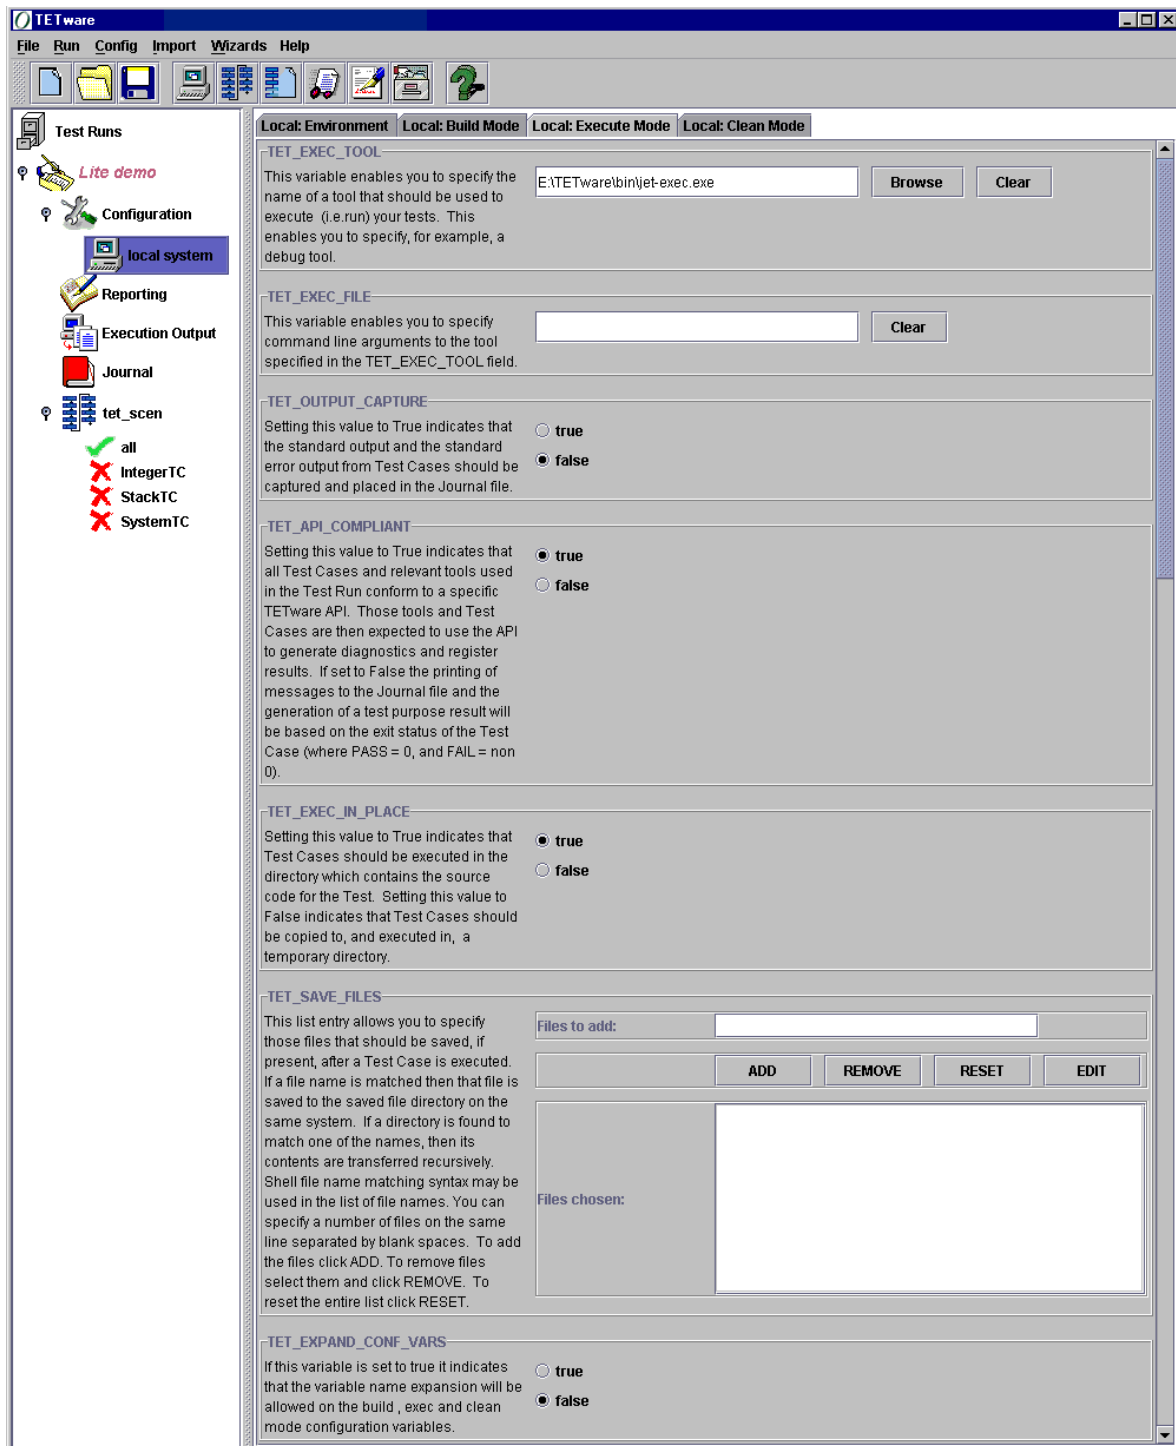 TETware
File Run Config Import Wizards Help
Test Runs
Lite demo
Configuration
local system
Reporting
Execution Output
Journal
tet_scen
all
IntegerTC
StackTC
SystemTC
Local: Environment Local: Build Mode Local: Execute Mode Local: Clean Mode
TET_EXEC_TOOL
This variable enables you to specify the
name of a tool that should be used to
execute (i.e.run) your tests. This
enables you to specify, for example, a
debug tool.
E:\TETware\bin\jet-exec.exe
Browse
Clear
TET_EXEC_FILE
This variable enables you to specify
command line arguments to the tool
specified in the TET_EXEC_TOOL field.
Clear
TET_OUTPUT_CAPTURE
Setting this value to True indicates that
the standard output and the standard
error output from Test Cases should be
captured and placed in the Journal file.
true
false
TET_API_COMPLIANT
Setting this value to True indicates that
all Test Cases and relevant tools used
in the Test Run conform to a specific
TETware API. Those tools and Test
Cases are then expected to use the API
to generate diagnostics and register
results. If set to False the printing of
messages to the Journal file and the
generation of a test purpose result will
be based on the exit status of the Test
Case (where PASS = 0, and FAIL = non
0).
true
false
TET_EXEC_IN_PLACE
Setting this value to True indicates that
Test Cases should be executed in the
directory which contains the source
code for the Test. Setting this value to
False indicates that Test Cases should
be copied to, and executed in, a
temporary directory.
true
false
TET_SAVE_FILES
This list entry allows you to specify
those files that should be saved, if
present, after a Test Case is executed.
If a file name is matched then that file is
saved to the saved file directory on the
same system. If a directory is found to
match one of the names, then its
contents are transferred recursively.
Shell file name matching syntax may be
used in the list of file names. You can
specify a number of files on the same
line separated by blank spaces. To add
the files click ADD. To remove files
select them and click REMOVE. To
reset the entire list click RESET.
Files to add:
ADD REMOVE RESET EDIT
Files chosen:
TET_EXPAND_CONF_VARS
If this variable is set to true it indicates
that the variable name expansion will be
allowed on the build , exec and clean
mode configuration variables.
true
false